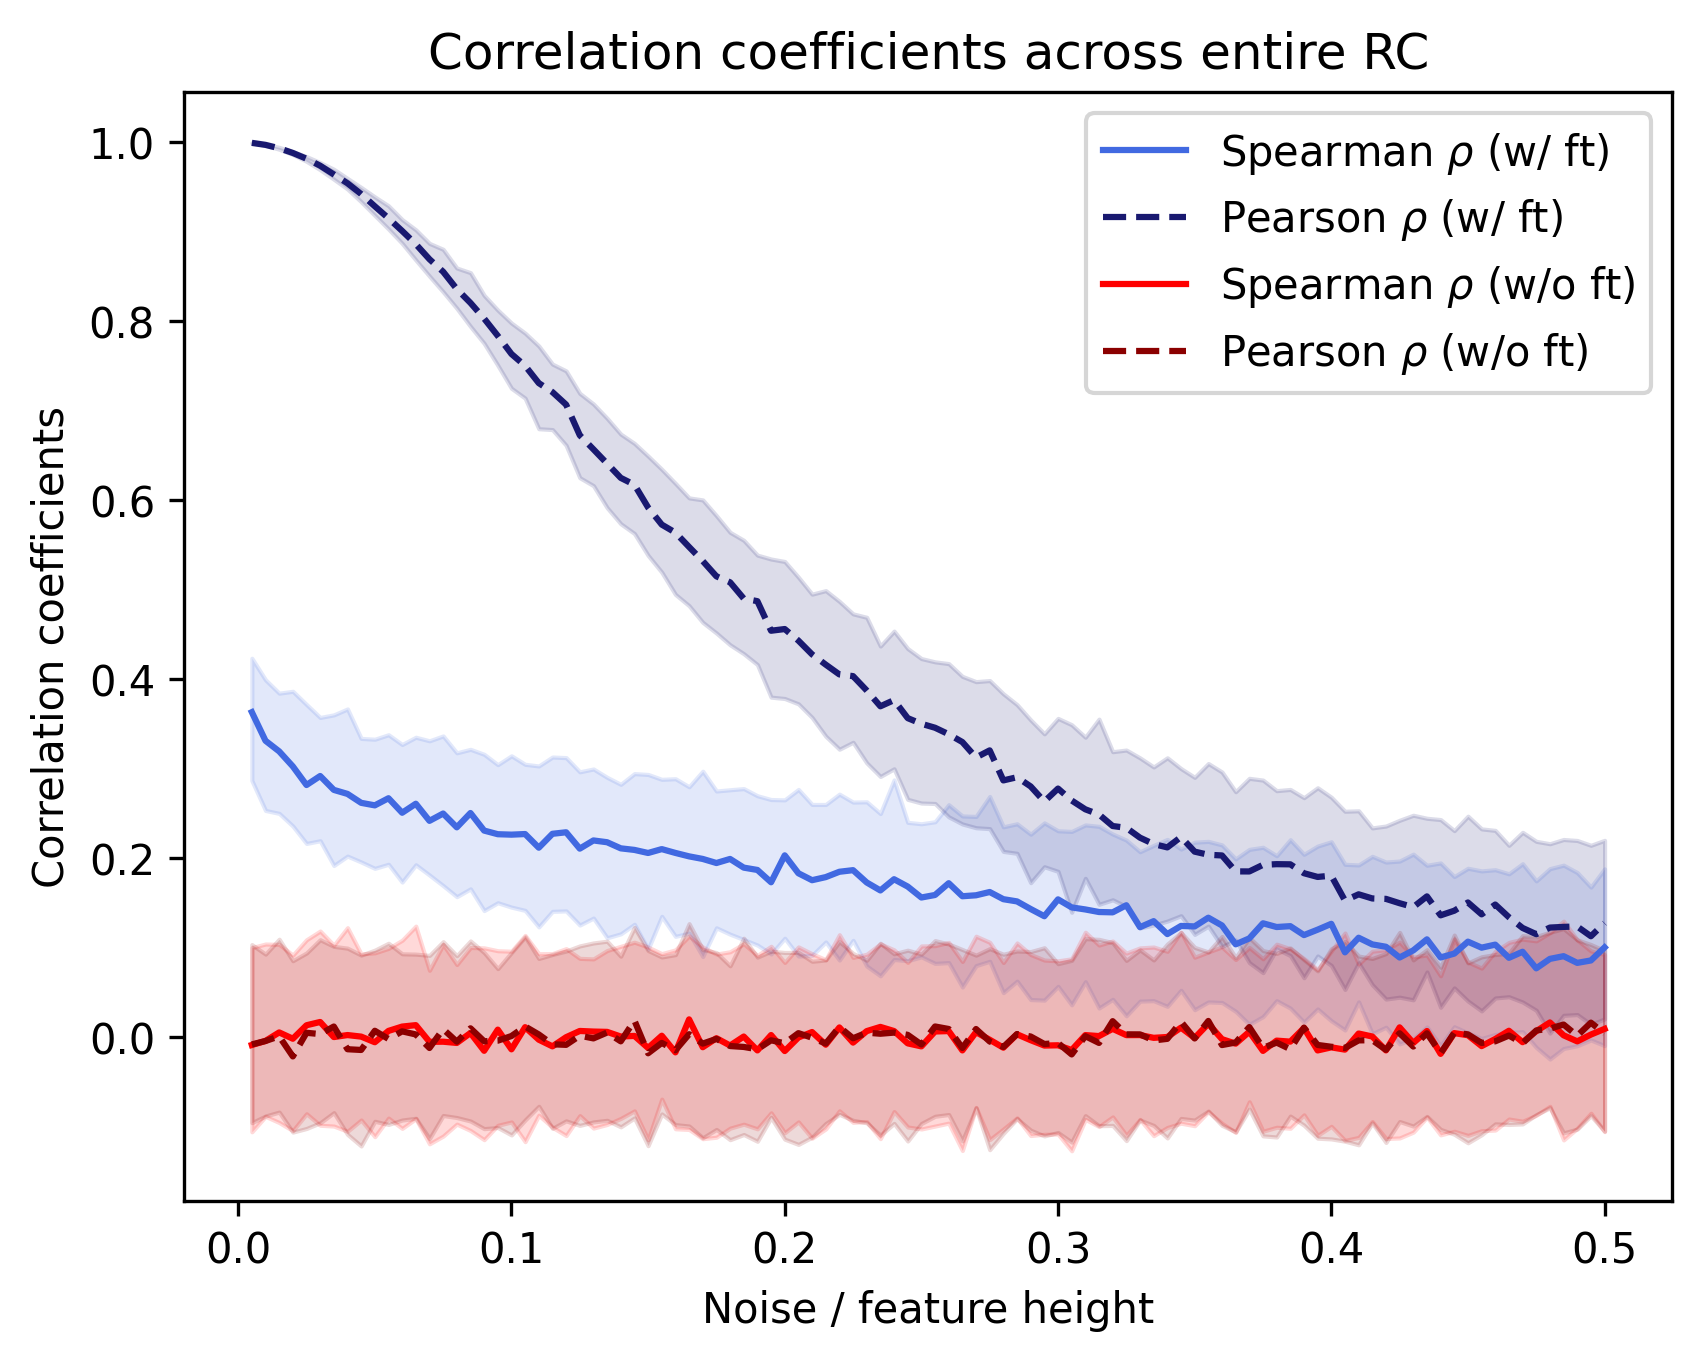 Correlation coefficients across entire RC
Correlation coefficients
1.0
0.8
0.6
0.4
0.2
0.0
Spearman ρ (w/ ft)
Pearson ρ (w/ ft)
Spearman ρ (w/o ft)
Pearson ρ (w/o ft)
0.0 0.1 0.2 0.3 0.4 0.5
Noise / feature height